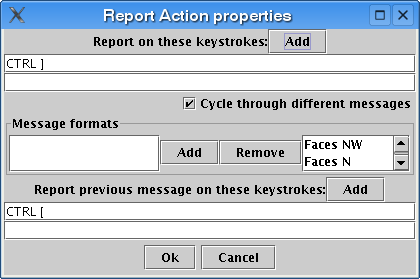 Report Action properties
Report on these keystrokes: Add
CTRL ]
Cycle through different messages
Message formats
Add Remove Faces NW
Faces N
Report previous message on these keystrokes: Add
CTRL [
Ok Cancel